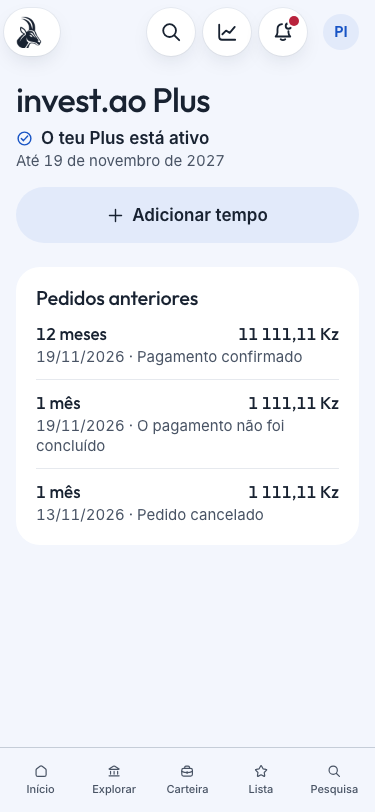 PI
invest.ao Plus
O teu Plus está ativo
Até 19 de novembro de 2027
Adicionar tempo
Pedidos anteriores
12 meses 11 111,11 Kz
19/11/2026 · Pagamento confirmado
1 mês 1 111,11 Kz
19/11/2026 · O pagamento não foi
concluído
1 mês 1 111,11 Kz
13/11/2026 · Pedido cancelado
Início Explorar Carteira Lista Pesquisa